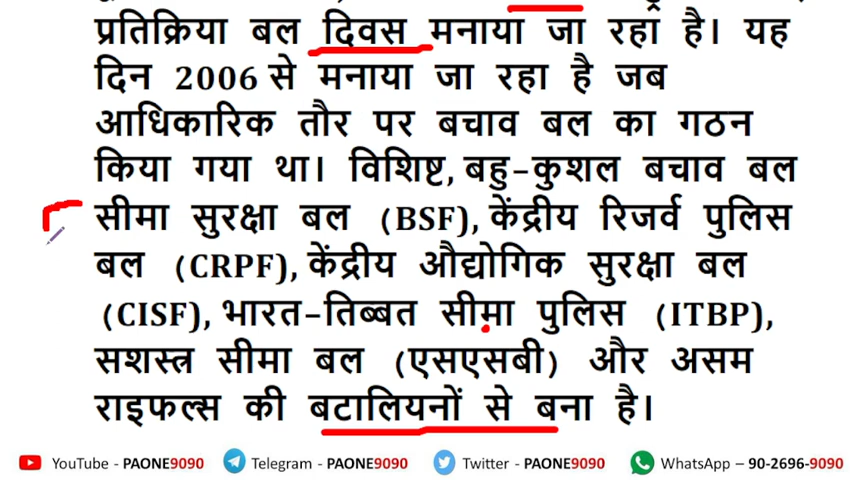 प्रतिक्रिया बल दिवस मनाया जा रहा है। यह
दिन 2006 से मनाया जा रहा है जब
आधिकारिक तौर पर बचाव बल का गठन
किया गया था। विशिष्ट, बहु-कुशल बचाव बल
सीमा सुरक्षा बल (BSF), केंद्रीय रिजर्व पुलिस
बल (CRPF), केंद्रीय औद्योगिक सुरक्षा बल
(CISF), भारत-तिब्बत सीमा पुलिस (ITBP),
सशस्त्र सीमा बल (एसएसबी) और असम
राइफल्स की बटालियनों से बना है।
YouTube - PAONE9090 Telegram - PAONE9090 Twitter - PAONE9090 WhatsApp – 90-2696-9090